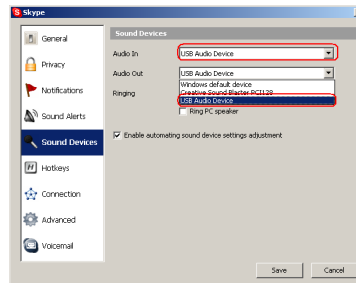 Skype
General
Privacy
Notifications
Sound Alerts
Sound Devices
Hotkeys
Connection
Advanced
Voicemail
Sound Devices
Audio In
USB Audio Device
Audio Out
USB Audio Device
Windows default device
Creative Sound Blaster PCI128
USB Audio Device
Ringing
Ring PC speaker
Enable automating sound device settings adjustment
Save
Cancel